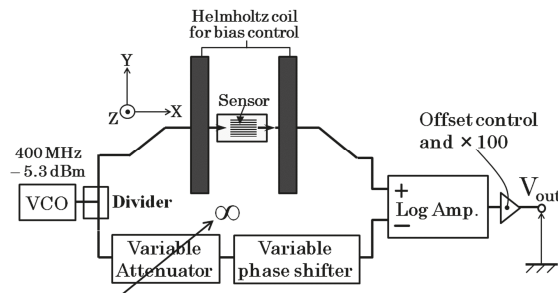 Helmholtz coil
for bias control
Y
Z
X
Sensor
Offset control
and ×100
400 MHz
−5.3 dBm
VCO
Divider
∞
+
−
Log Amp.
Vout
Variable
Attenuator
Variable
phase shifter